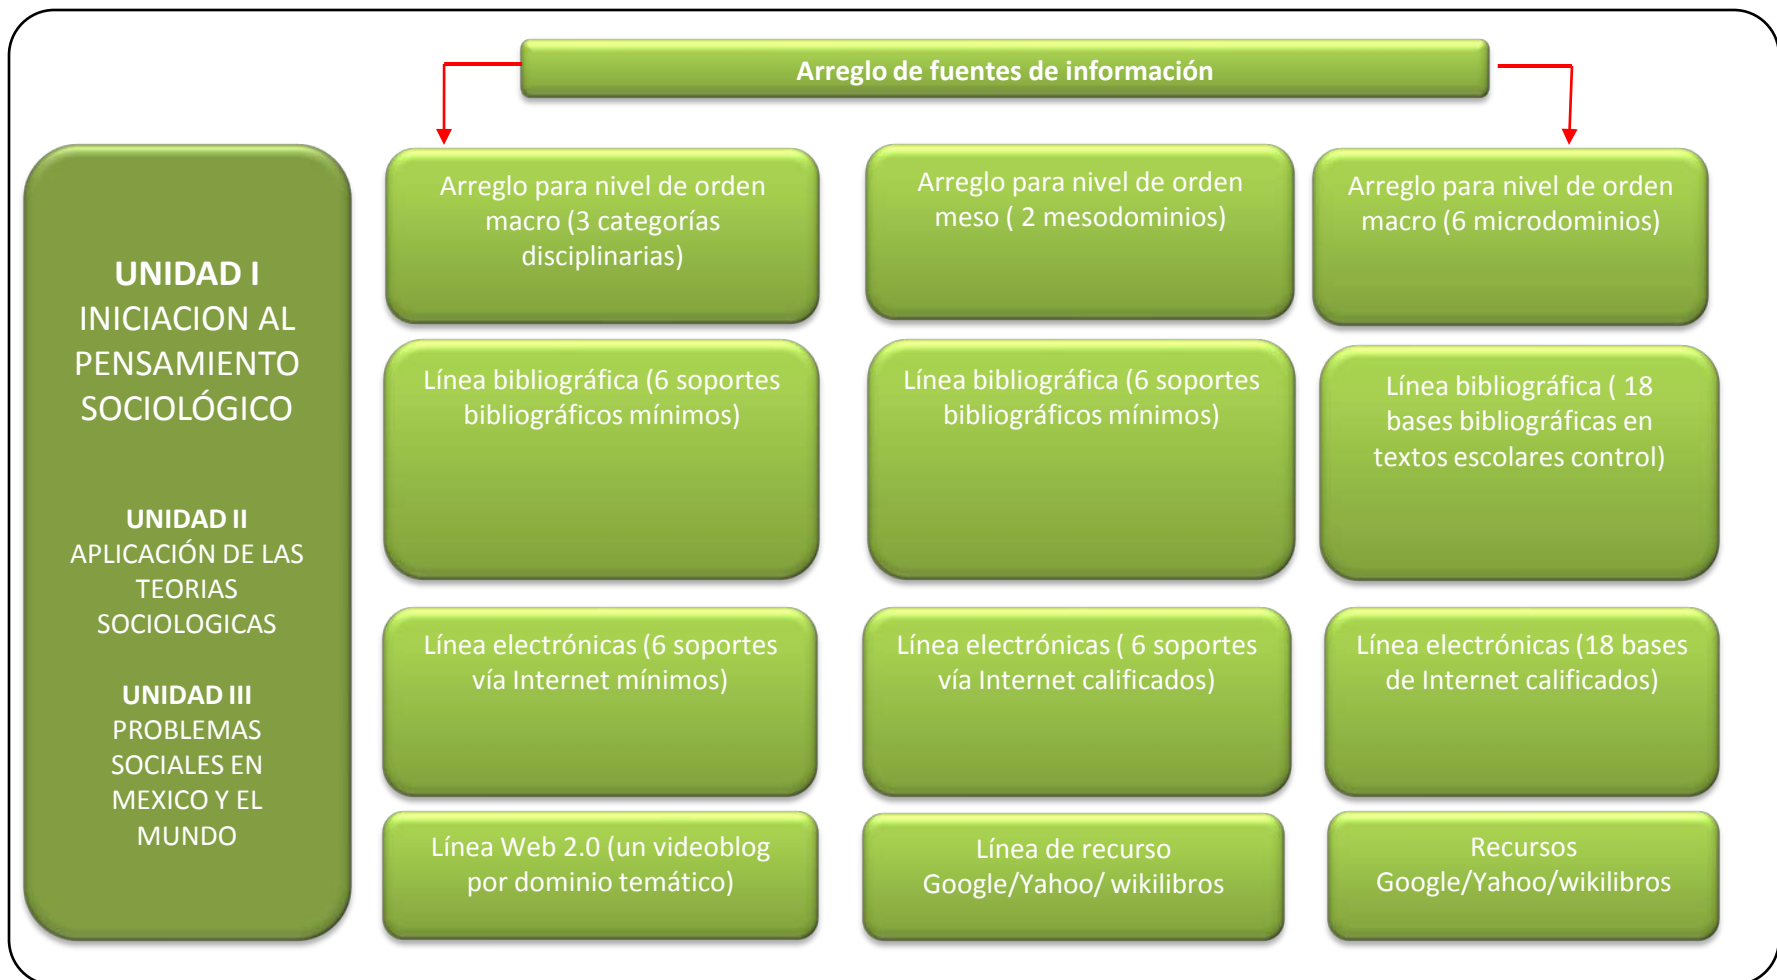 Arreglo de fuentes de información
UNIDAD I
INICIACION AL
PENSAMIENTO
SOCIOLÓGICO
UNIDAD II
APLICACIÓN DE LAS
TEORIAS
SOCIOLOGICAS
UNIDAD III
PROBLEMAS
SOCIALES EN
MEXICO Y EL
MUNDO
Arreglo para nivel de orden
macro (3 categorías
disciplinarias)
Arreglo para nivel de orden
meso ( 2 mesodominios)
Arreglo para nivel de orden
macro (6 microdominios)
Línea bibliográfica (6 soportes
bibliográficos mínimos)
Línea bibliográfica (6 soportes
bibliográficos mínimos)
Línea bibliográfica ( 18
bases bibliográficas en
textos escolares control)
Línea electrónicas (6 soportes
vía Internet mínimos)
Línea electrónicas ( 6 soportes
vía Internet calificados)
Línea electrónicas (18 bases
de Internet calificados)
Línea Web 2.0 (un videoblog
por dominio temático)
Línea de recurso
Google/Yahoo/ wikilibros
Recursos
Google/Yahoo/wikilibros